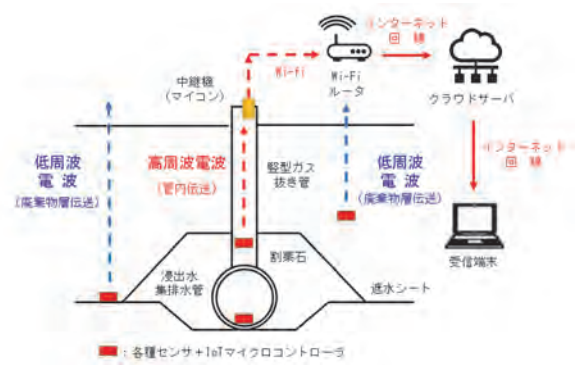 インターネット
回線
Wi-Fi
中継機
(マイコン)
Wi-Fi
ルータ
クラウドサーバ
低周波
電波
(廃棄物層伝送)
高周波電波
(管内伝送)
竪型ガス
抜き管
低周波
電波
(廃棄物層伝送)
インターネット
回線
受信端末
割栗石
浸出水
集排水管
遮水シート
:各種センサ+IoTマイクロコントローラ